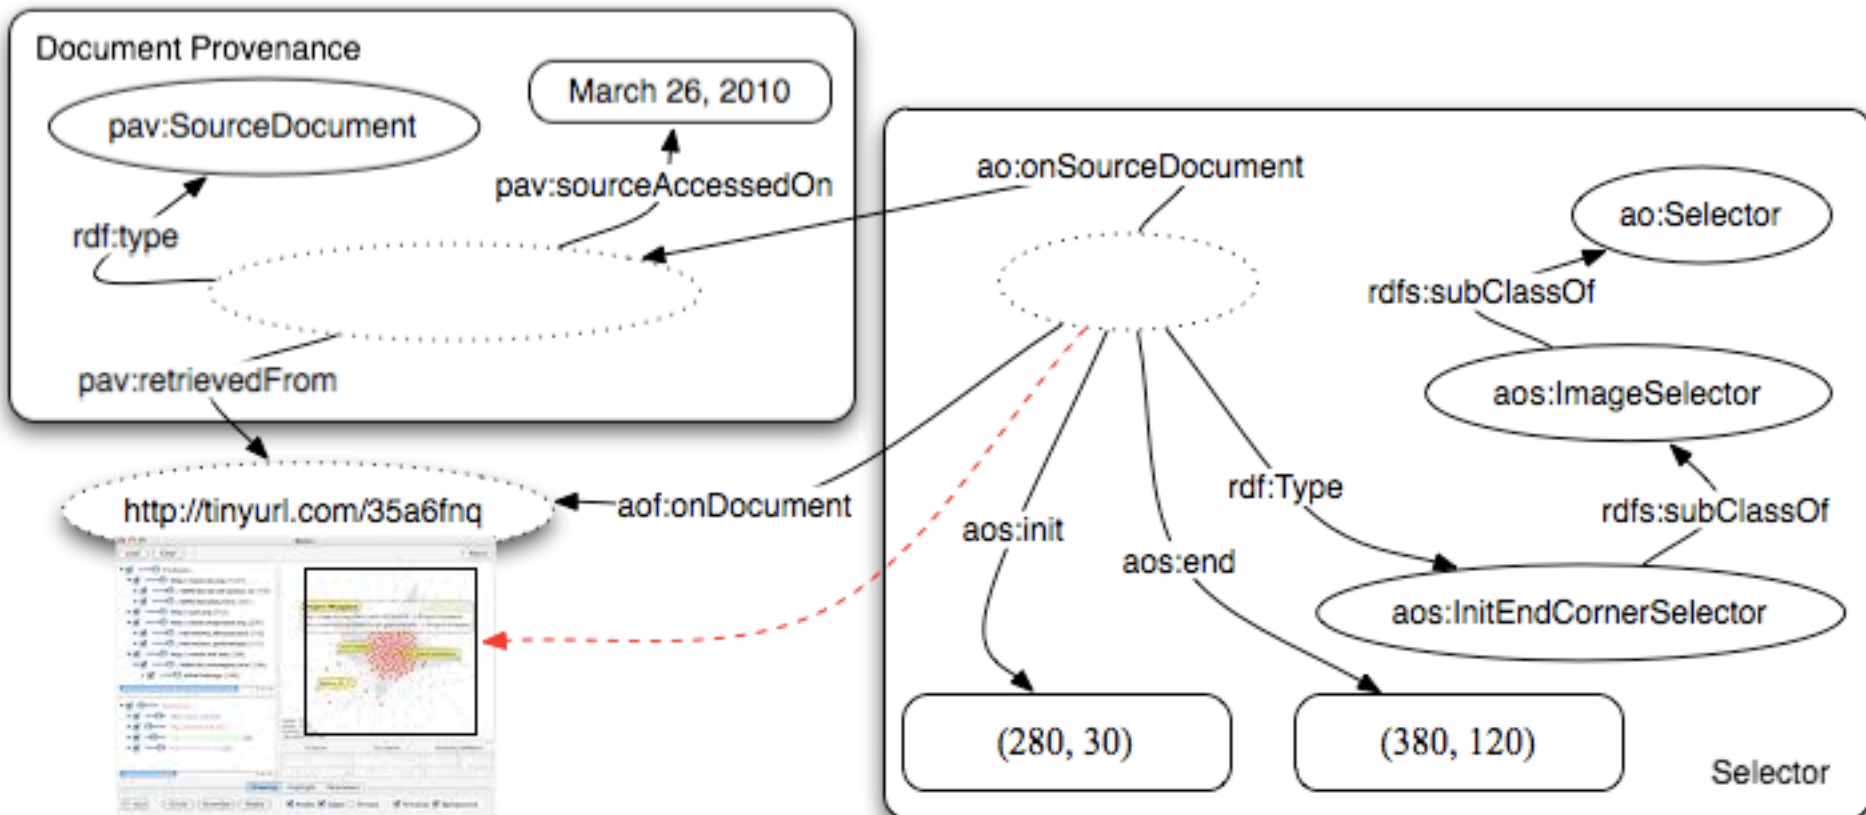 Document Provenance
March 26, 2010
pav:SourceDocument
pav:sourceAccessedOn
rdf:type
pav:retrievedFrom
http://tinyurl.com/35a6fnq
ao:onSourceDocument
ao:Selector
rdfs:subClassOf
aos:ImageSelector
aof:onDocument
rdf:Type
rdfs:subClassOf
aos:init
aos:end
aos:InitEndCornerSelector
(280, 30)
(380, 120)
Selector